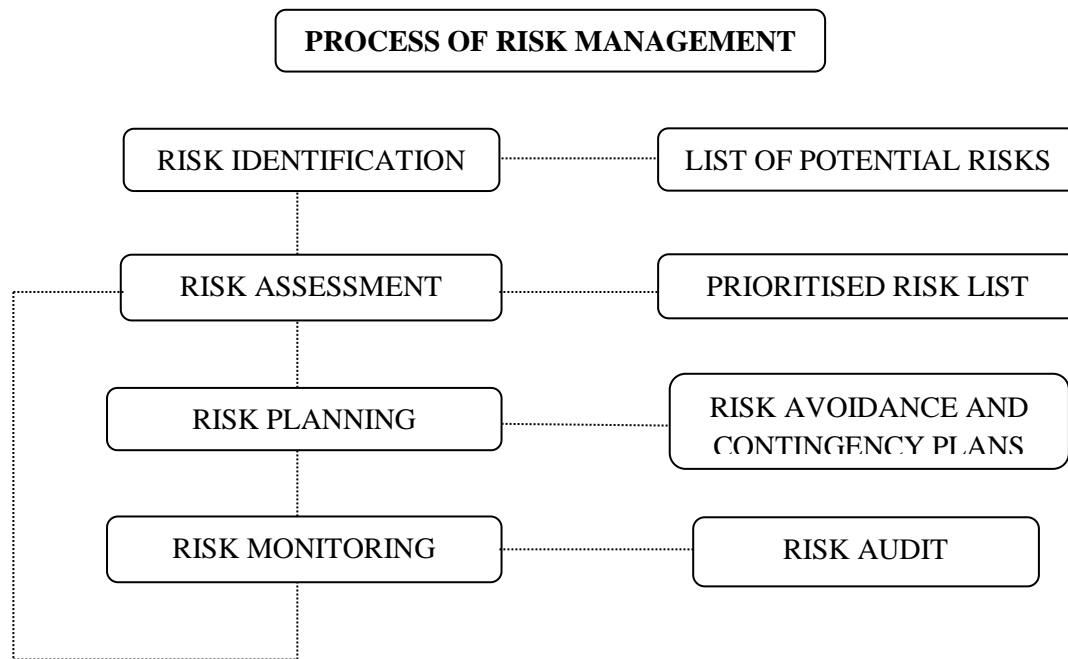 PROCESS OF RISK MANAGEMENT
RISK IDENTIFICATION
LIST OF POTENTIAL RISKS
RISK ASSESSMENT
PRIORITISED RISK LIST
RISK PLANNING
RISK AVOIDANCE AND
CONTINGENCY PLANS
RISK MONITORING
RISK AUDIT